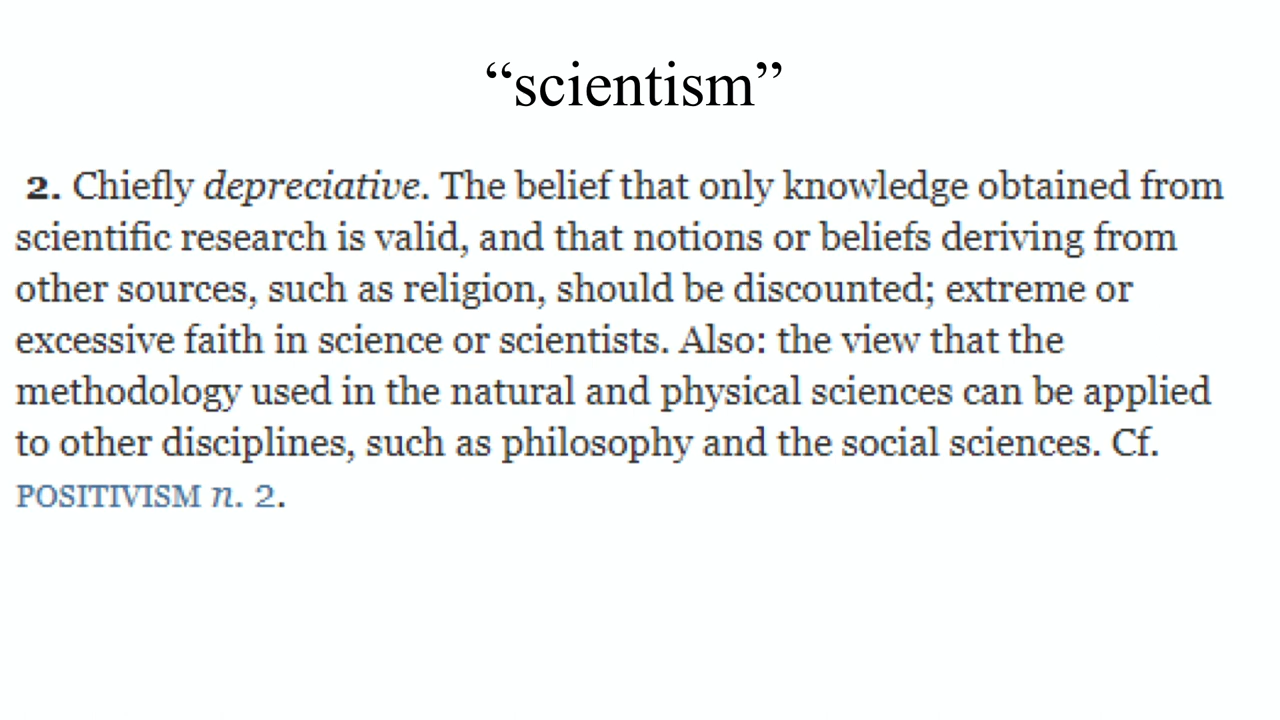 “scientism”
2. Chiefly depreciative. The belief that only knowledge obtained from
scientific research is valid, and that notions or beliefs deriving from
other sources, such as religion, should be discounted; extreme or
excessive faith in science or scientists. Also: the view that the
methodology used in the natural and physical sciences can be applied
to other disciplines, such as philosophy and the social sciences. Cf.
POSITIVISM n. 2.